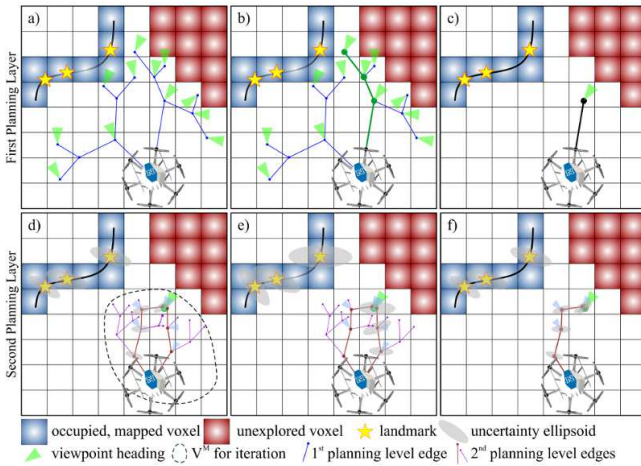 a)
b)
c)
First Planning Layer
d)
e)
f)
Second Planning Layer
occupied, mapped voxel unexplored voxel landmark uncertainty ellipsoid
viewpoint heading Vᴹ for iteration 1ˢᵗ planning level edge 2ⁿᵈ planning level edges